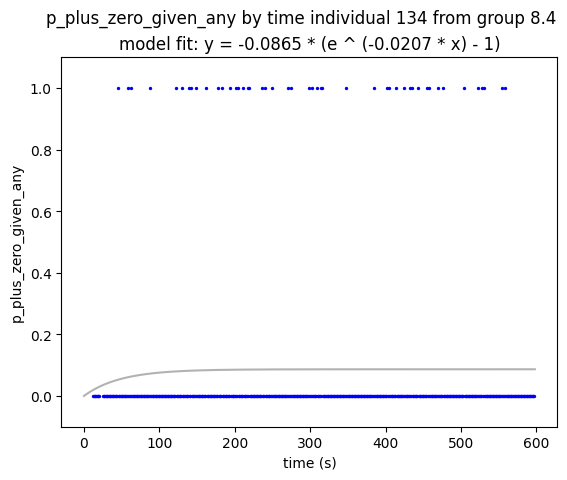 p_plus_zero_given_any by time individual 134 from group 8.4
model fit: y = -0.0865 * (e ^ (-0.0207 * x) - 1)
p_plus_zero_given_any
1.0
0.8
0.6
0.4
0.2
0.0
0 100 200 300 400 500 600
time (s)